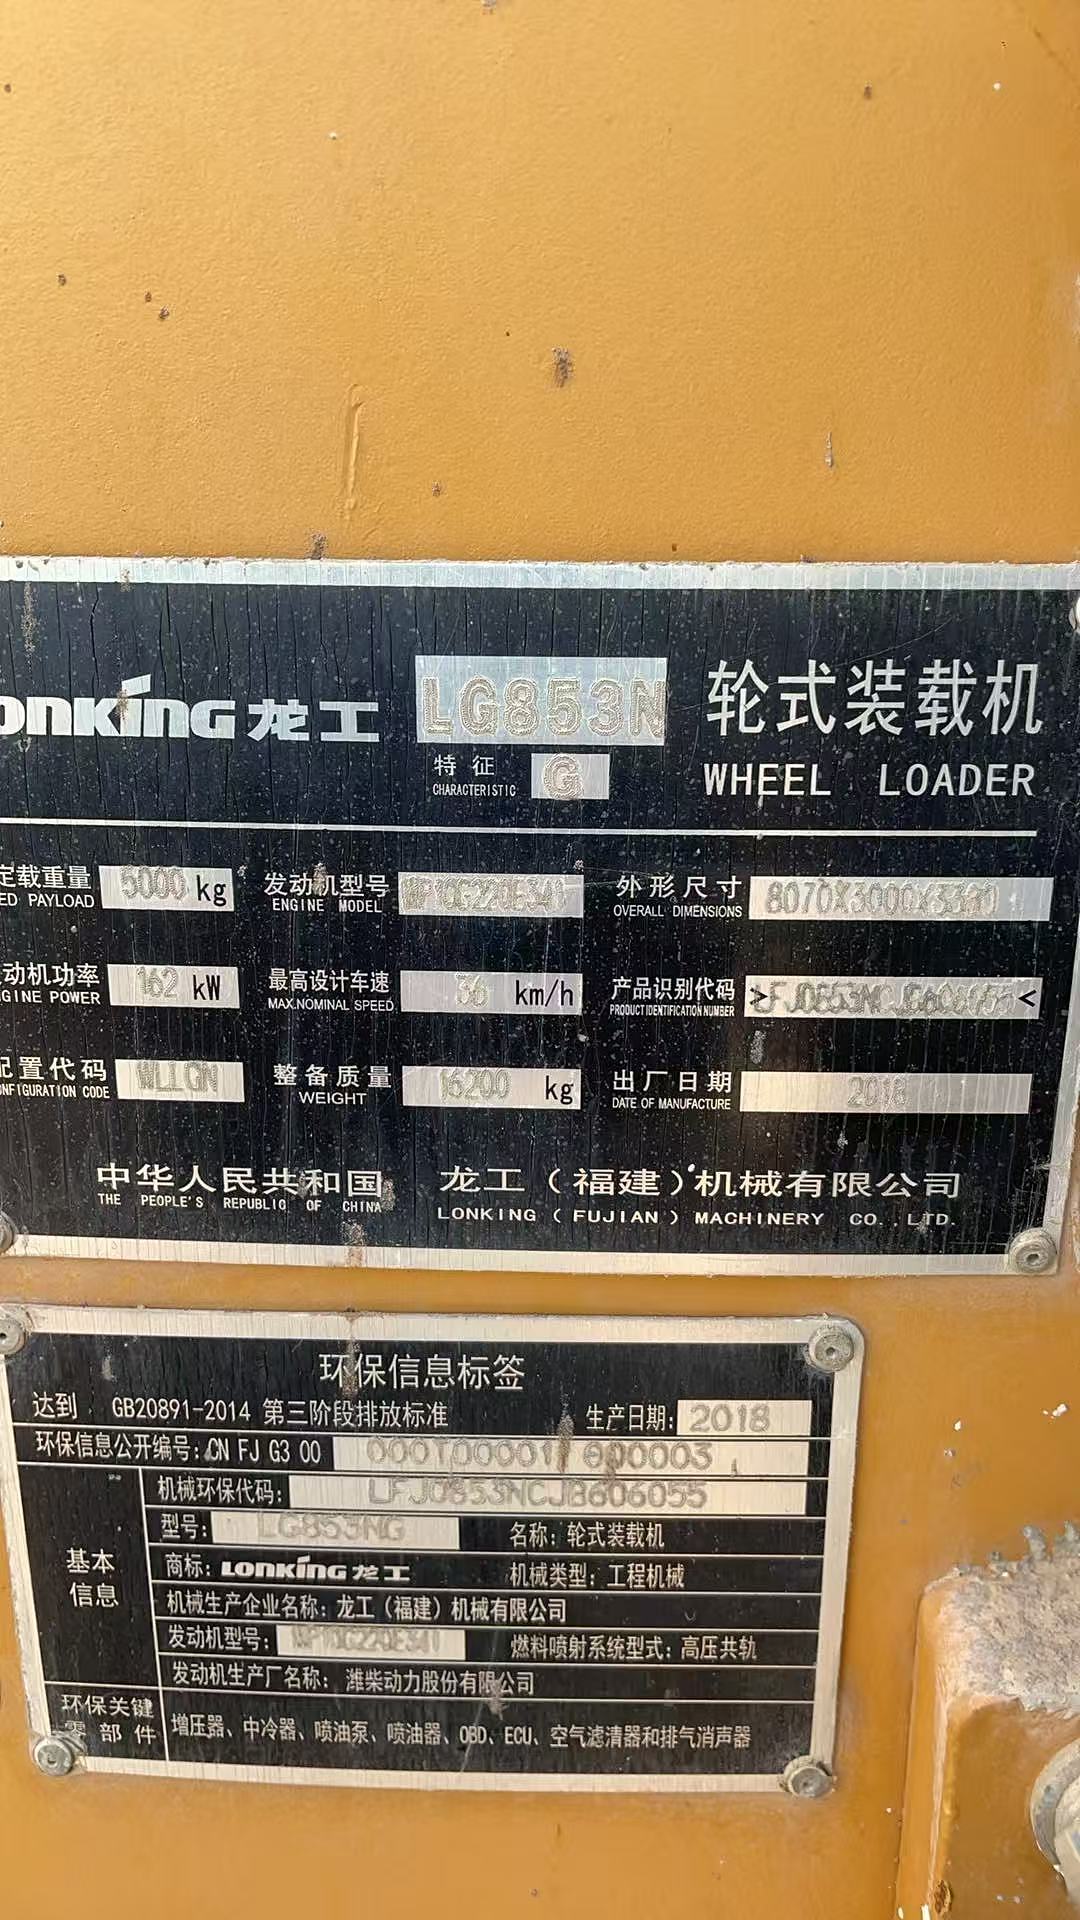 LONKING龙工 LG853N 轮式装载机
特征 G WHEEL LOADER
CHARACTERISTIC
定载重量 5000 kg 发动机型号 WP10G220E341 外形尺寸
ED PAYLOAD ENGINE MODEL OVERALL DIMENSIONS
动机功率 162 kW 最高设计车速 36 km/h 产品识别代码
GINE POWER MAX.NOMINAL SPEED PRODUCT IDENTIFICATION NUMBER
配置代码 整备质量 16200 kg 出厂日期 2018
NFIGURATION CODE WEIGHT DATE OF MANUFACTURE
中华人民共和国 龙工（福建）机械有限公司
THE PEOPLE'S REPUBLIC OF CHINA LONKING (FUJIAN) MACHINERY CO.,LTD.
环保信息标签
达到 GB20891-2014 第三阶段排放标准 生产日期: 2018
环保信息公开编号: CN FJ G3 00
机械环保代码: LFJ0853NCJB606055
型号: LG853NG 名称: 轮式装载机
基本信息 商标: LONKING龙工 机械类型: 工程机械
机械生产企业名称: 龙工（福建）机械有限公司
发动机型号: WP10G220E341 燃料喷射系统型式: 高压共轨
发动机生产厂名称: 潍柴动力股份有限公司
环保关键零部件 增压器、中冷器、喷油泵、喷油器、OBD、ECU、空气滤清器和排气消声器